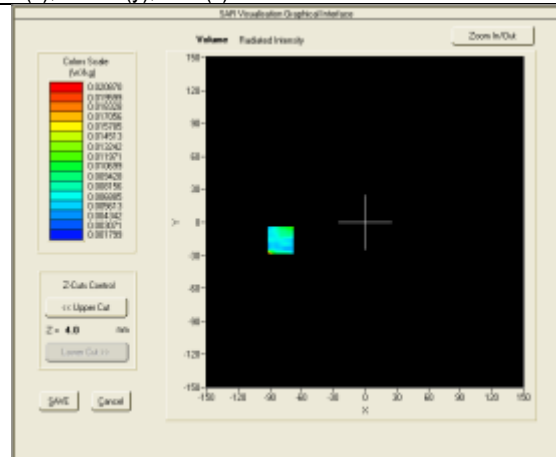 SAR Visualisation Graphical Interface
Volume Radiated Intensity
Zoom In/Out
Colors Scale
(W/kg)
0.020870
0.019599
0.018328
0.017056
0.015785
0.014513
0.013242
0.011971
0.010699
0.009428
0.008156
0.006885
0.005613
0.004342
0.003071
0.001799
150
120
90
60
30
0
-30
-60
-90
-120
-150
Y
-150 -120 -90 -60 -30 0 30 60 90 120 150
X
Z-Cuts Control
<< Upper Cut
Z = 4.0 mm
Lower Cut >>
SAVE Cancel